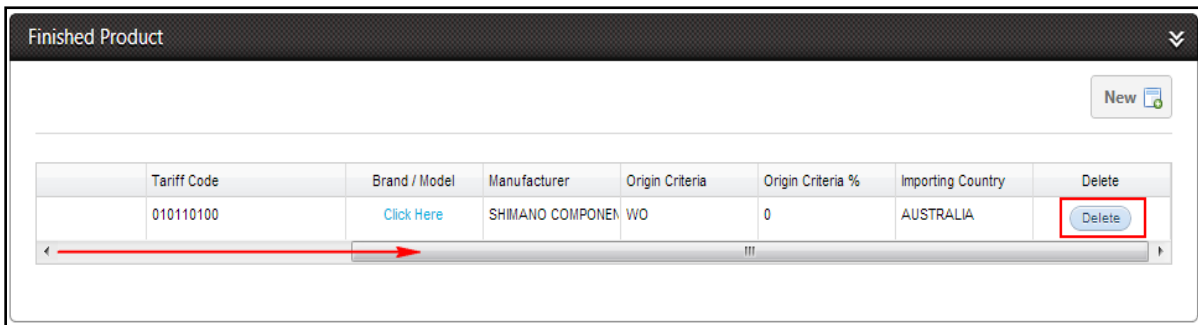 Finished Product
New
Tariff Code Brand / Model Manufacturer Origin Criteria Origin Criteria % Importing Country Delete
010110100 Click Here SHIMANO COMPONEN WO 0 AUSTRALIA Delete